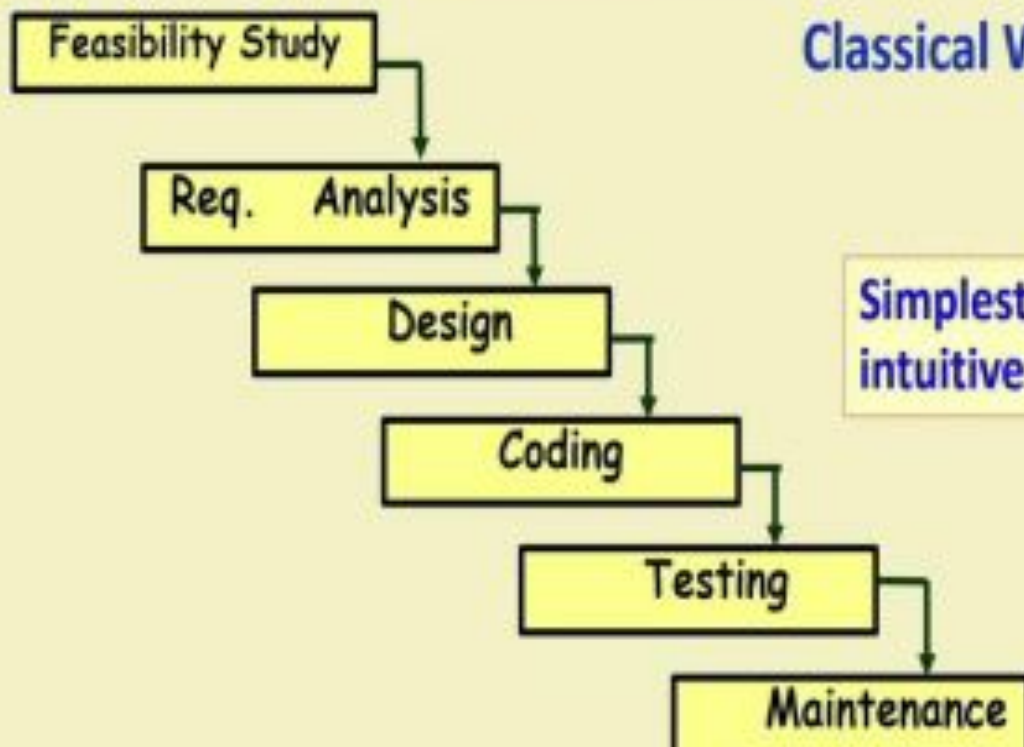 Feasibility Study
Classical
Req. Analysis
Design
Simplest
intuitive
Coding
Testing
Maintenance